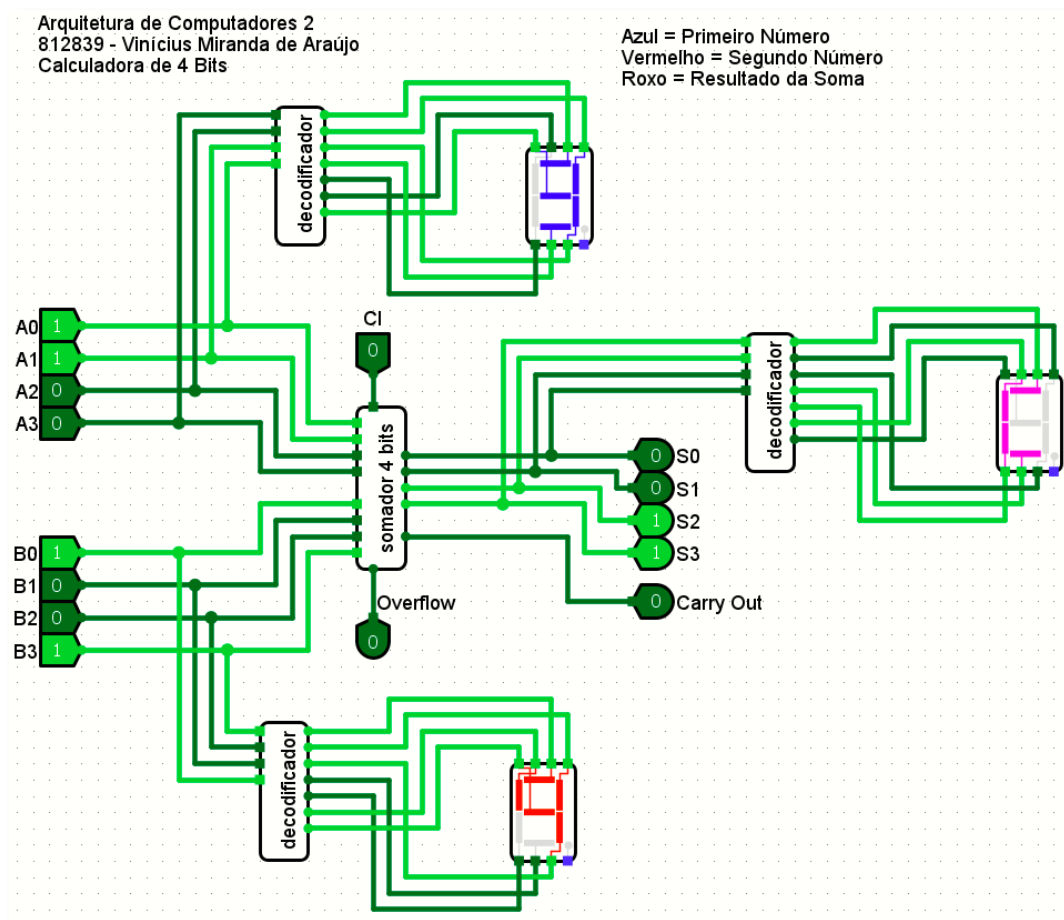 Arquitetura de Computadores 2
812839 - Vinícius Miranda de Araújo
Calculadora de 4 Bits
Azul = Primeiro Número
Vermelho = Segundo Número
Roxo = Resultado da Soma
decodificador
A0 1
A1 1
A2 0
A3 0
CI
0
somador 4 bits
decodificador
0 S0
0 S1
1 S2
1 S3
0 Carry Out
B0 1
B1 0
B2 0
B3 1
Overflow
0
decodificador